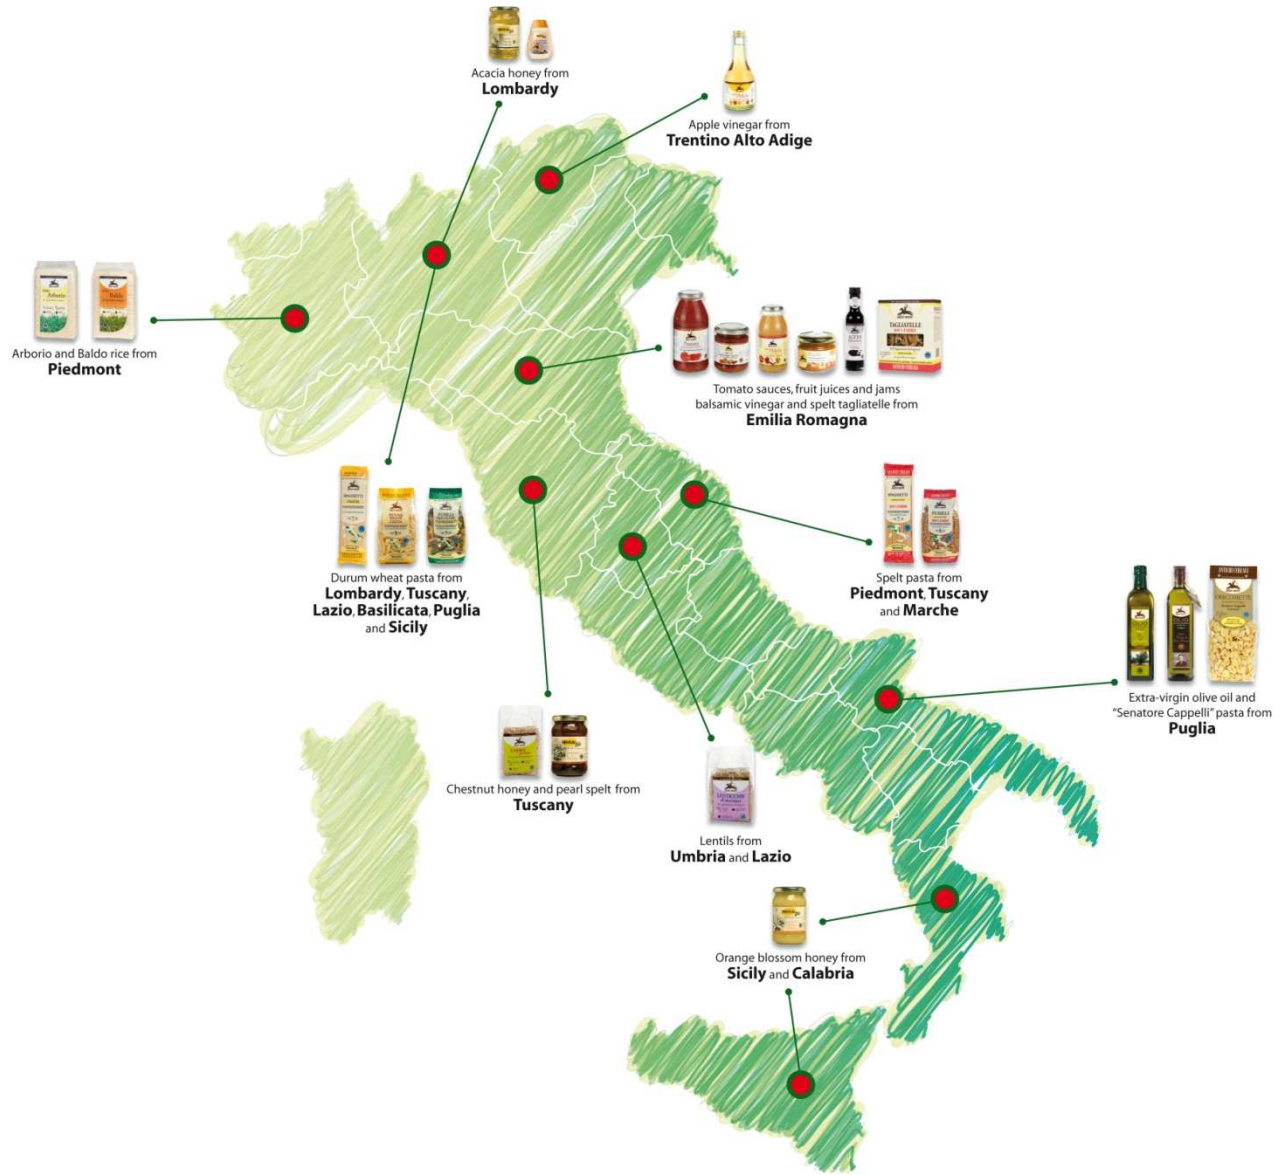 Acacia honey from
Lombardy
Apple vinegar from
Trentino Alto Adige
Arborio and Baldo rice from
Piedmont
TAGLIATELLE
Tomato sauces, fruit juices and jams
balsamic vinegar and spelt tagliatelle from
Emilia Romagna
Durum wheat pasta from
Lombardy, Tuscany,
Lazio, Basilicata, Puglia
and Sicily
Spelt pasta from
Piedmont, Tuscany
and Marche
Extra-virgin olive oil and
"Senatore Cappelli" pasta from
Puglia
Chestnut honey and pearl spelt from
Tuscany
Lentils from
Umbria and Lazio
Orange blossom honey from
Sicily and Calabria